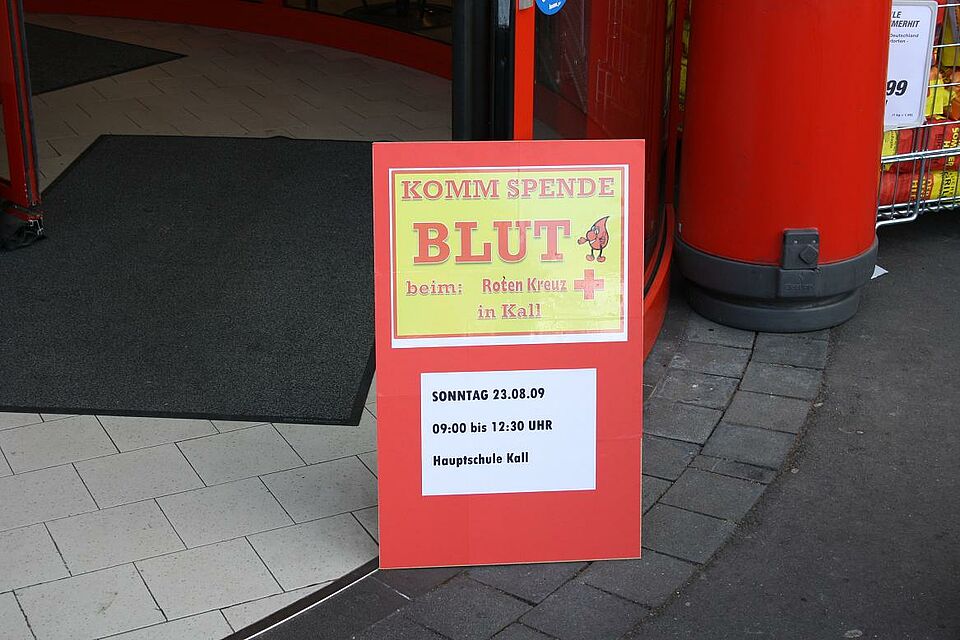 KOMM SPENDE
BLUT
beim: Roten Kreuz
in Kall
SONNTAG 23.08.09
09:00 bis 12:30 UHR
Hauptschule Kall